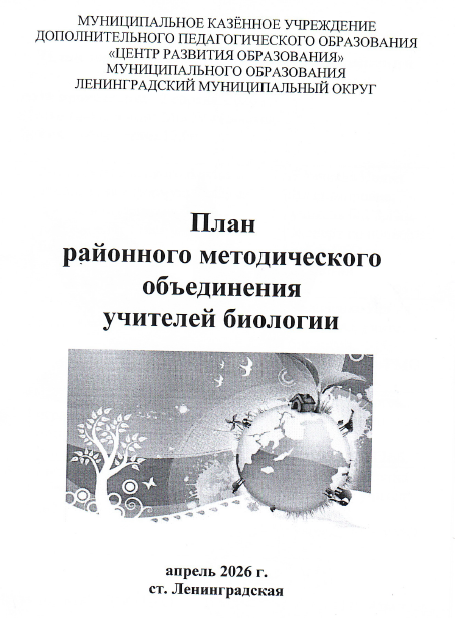 МУНИЦИПАЛЬНОЕ КАЗЁННОЕ УЧРЕЖДЕНИЕ
ДОПОЛНИТЕЛЬНОГО ПЕДАГОГИЧЕСКОГО ОБРАЗОВАНИЯ
«ЦЕНТР РАЗВИТИЯ ОБРАЗОВАНИЯ»
МУНИЦИПАЛЬНОГО ОБРАЗОВАНИЯ
ЛЕНИНГРАДСКИЙ МУНИЦИПАЛЬНЫЙ ОКРУГ
План
районного методического
объединения
учителей биологии
апрель 2026 г.
ст. Ленинградская